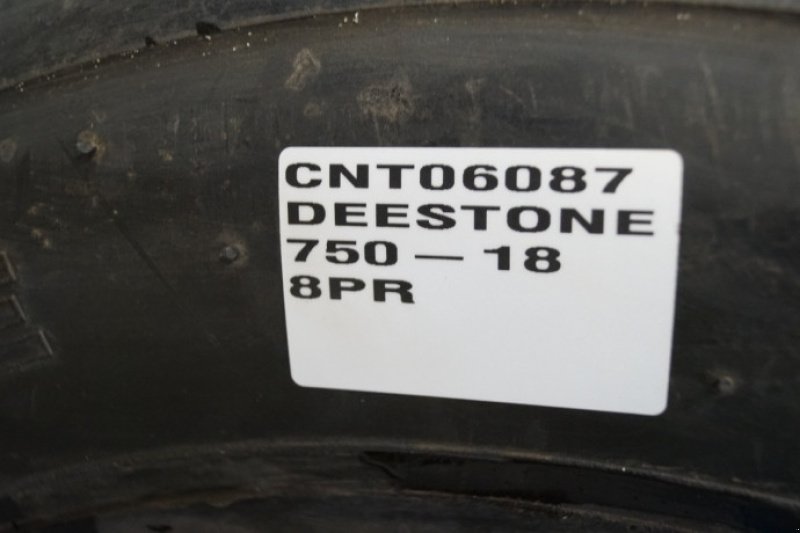 CNT06087
DEESTONE
750 — 18
8PR